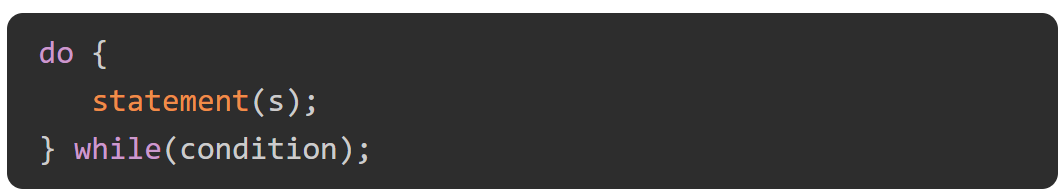 do {
   statement(s);
} while(condition);